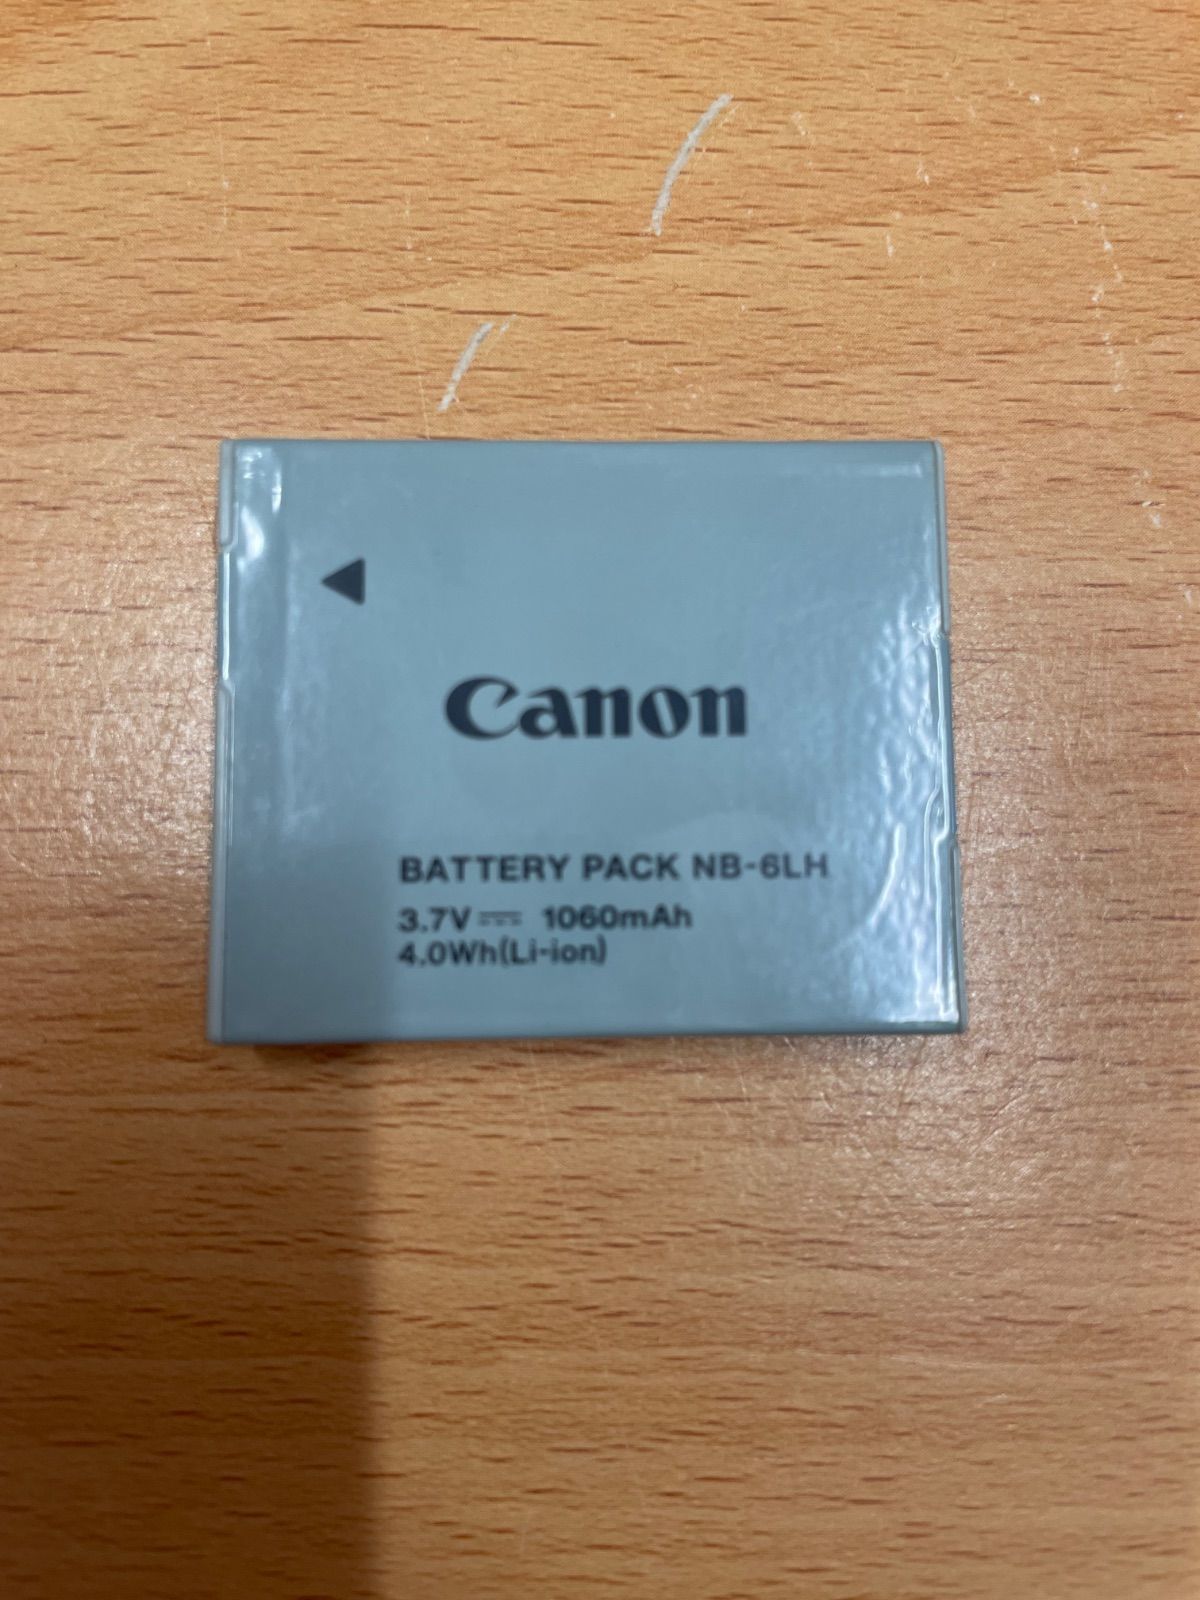 Canon
BATTERY PACK NB-6LH
3.7V⎓ 1060mAh
4.0Wh(Li-ion)